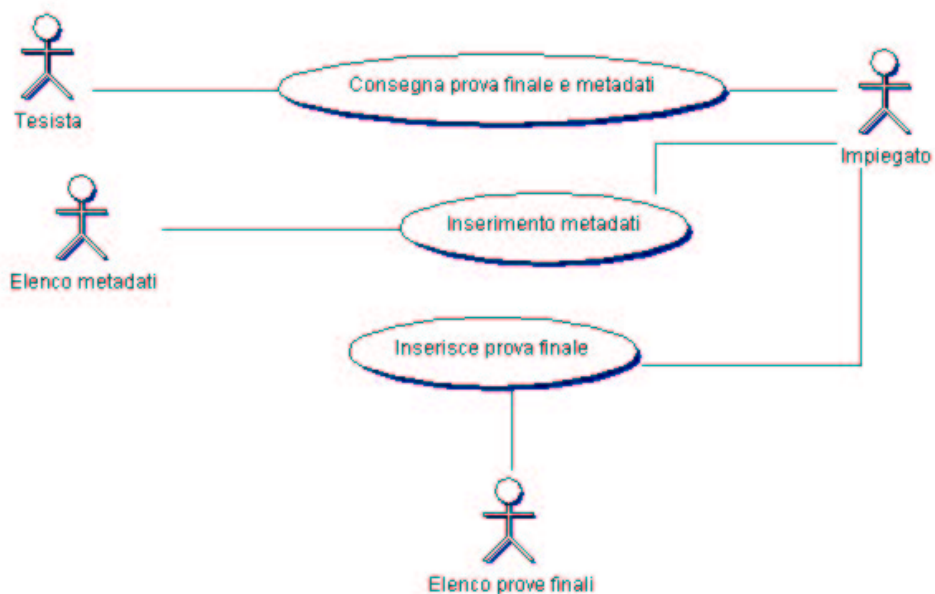 Consegna prova finale e metadati
Tesista
Impiegato
Inserimento metadati
Elenco metadati
Inserisce prova finale
Elenco prove finali